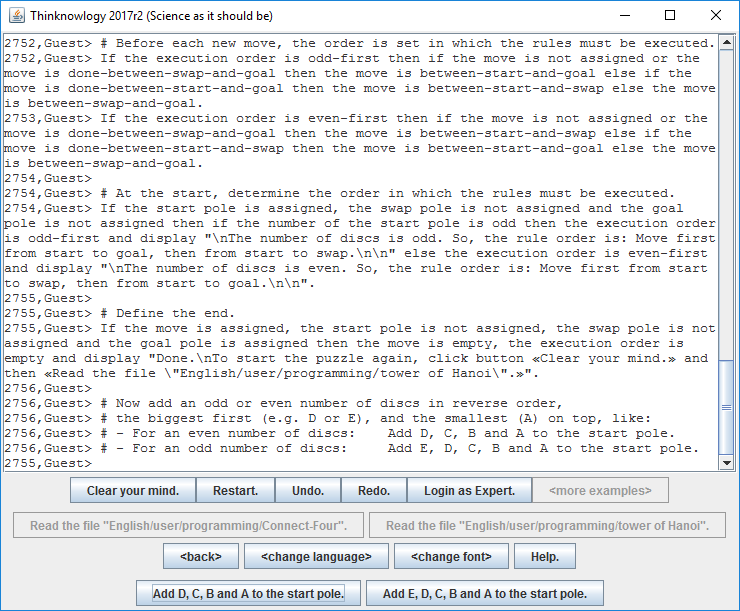 Thinknowlogy 2017r2 (Science as it should be)
2752,Guest> # Before each new move, the order is set in which the rules must be executed.
2752,Guest> If the execution order is odd-first then if the move is not assigned or the
move is done-between-swap-and-goal then the move is between-start-and-goal else if the
move is done-between-start-and-goal then the move is between-start-and-swap else the move
is between-swap-and-goal.
2753,Guest> If the execution order is even-first then if the move is not assigned or the
move is done-between-swap-and-goal then the move is between-start-and-swap else if the
move is done-between-start-and-swap then the move is between-start-and-goal else the move
is between-swap-and-goal.
2754,Guest>
2754,Guest> # At the start, determine the order in which the rules must be executed.
2754,Guest> If the start pole is assigned, the swap pole is not assigned and the goal
pole is not assigned then if the number of the start pole is odd then the execution order
is odd-first and display "\nThe number of discs is odd. So, the rule order is: Move first
from start to goal, then from start to swap.\n\n" else the execution order is even-first
and display "\nThe number of discs is even. So, the rule order is: Move first from start
to swap, then from start to goal.\n\n".
2755,Guest>
2755,Guest> # Define the end.
2755,Guest> If the move is assigned, the start pole is not assigned, the swap pole is not
assigned and the goal pole is assigned then the move is empty, the execution order is
empty and display "Done.\nTo start the puzzle again, click button «Clear your mind.» and
then «Read the file \"English/user/programming/tower of Hanoi\".»".
2756,Guest>
2756,Guest> # Now add an odd or even number of discs in reverse order,
2756,Guest> # the biggest first (e.g. D or E), and the smallest (A) on top, like:
2756,Guest> # - For an even number of discs:    Add D, C, B and A to the start pole.
2756,Guest> # - For an odd number of discs:     Add E, D, C, B and A to the start pole.
2755,Guest>
Clear your mind. Restart. Undo. Redo. Login as Expert. <more examples>
Read the file "English/user/programming/Connect-Four". Read the file "English/user/programming/tower of Hanoi".
<back> <change language> <change font> Help.
Add D, C, B and A to the start pole. Add E, D, C, B and A to the start pole.